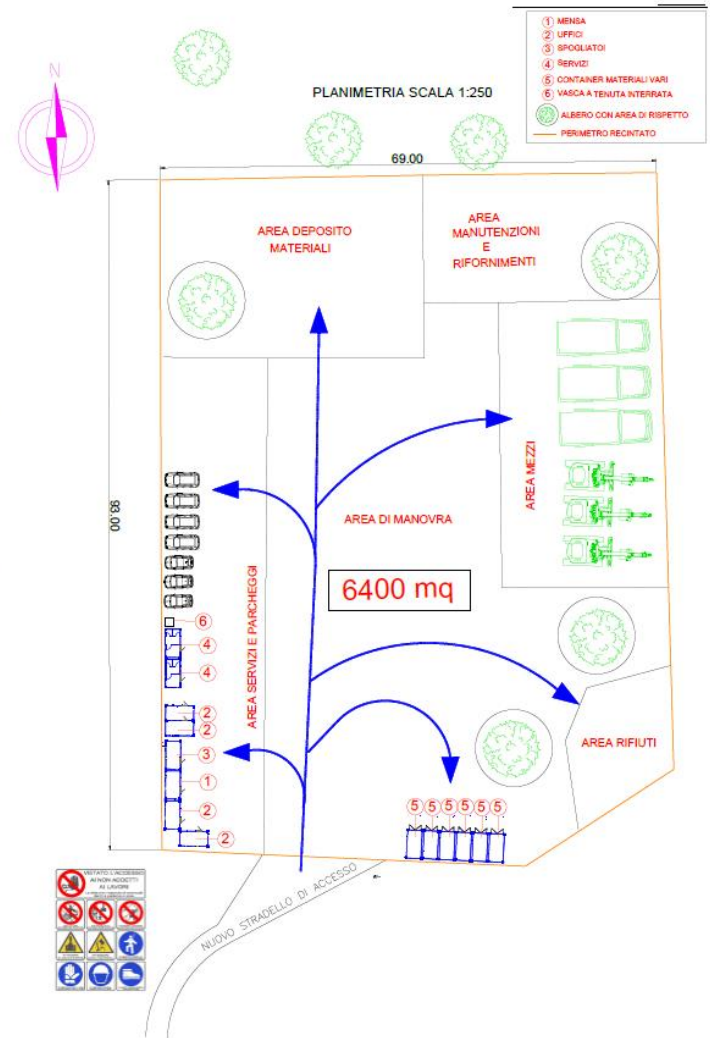 ① MENSA
② UFFICI
③ SPOGLIATOI
④ SERVIZI
⑤ CONTAINER MATERIALI VARI
⑥ VASCA A TENUTA INTERRATA
ALBERO CON AREA DI RISPETTO
PERIMETRO RECINTATO
N
PLANIMETRIA SCALA 1:250
69.00
AREA DEPOSITO
MATERIALI
AREA
MANUTENZIONI
E
RIFORNIMENTI
AREA MEZZI
93.00
AREA DI MANOVRA
6400 mq
AREA SERVIZI E PARCHEGGI
6
4
4
2
2
3
1
2
2
AREA RIFIUTI
5 5 5 5 5 5
NUOVO STRADELLO DI ACCESSO
VIETATO L'ACCESSO
AI NON ADDETTI
AI LAVORI